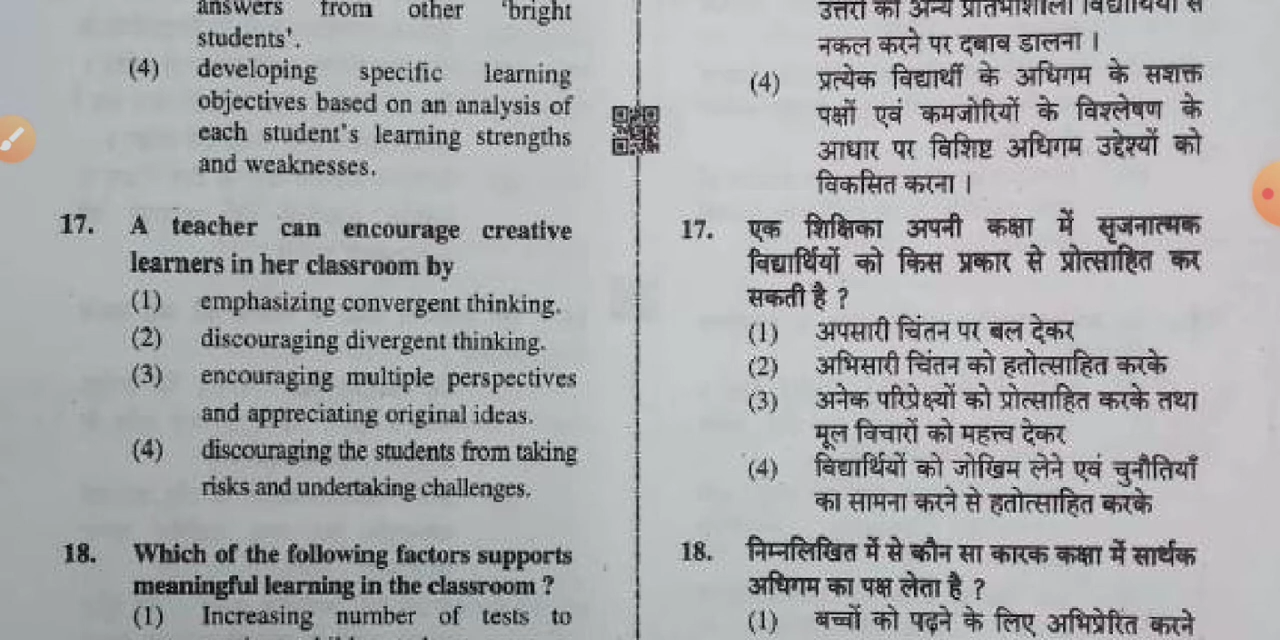 answers from other 'bright
students'.
(4) developing specific learning
objectives based on an analysis of
each student's learning strengths
and weaknesses.
17. A teacher can encourage creative
learners in her classroom by
(1) emphasizing convergent thinking.
(2) discouraging divergent thinking.
(3) encouraging multiple perspectives
and appreciating original ideas.
(4) discouraging the students from taking
risks and undertaking challenges.
18. Which of the following factors supports
meaningful learning in the classroom ?
(1) Increasing number of tests to
उत्तरों को अन्य प्रतिभाशाली विद्यार्थियों से
नकल करने पर दबाव डालना ।
(4) प्रत्येक विद्यार्थी के अधिगम के सशक्त
पक्षों एवं कमजोरियों के विश्लेषण के
आधार पर विशिष्ट अधिगम उद्देश्यों को
विकसित करना ।
17. एक शिक्षिका अपनी कक्षा में सृजनात्मक
विद्यार्थियों को किस प्रकार से प्रोत्साहित कर
सकती है ?
(1) अपसारी चिंतन पर बल देकर
(2) अभिसारी चिंतन को हतोत्साहित करके
(3) अनेक परिप्रेक्ष्यों को प्रोत्साहित करके तथा
मूल विचारों को महत्त्व देकर
(4) विद्यार्थियों को जोखिम लेने एवं चुनौतियाँ
का सामना करने से हतोत्साहित करके
18. निम्नलिखित में से कौन सा कारक कक्षा में सार्थक
अधिगम का पक्ष लेता है ?
(1) बच्चों को पढ़ने के लिए अभिप्रेरित करने